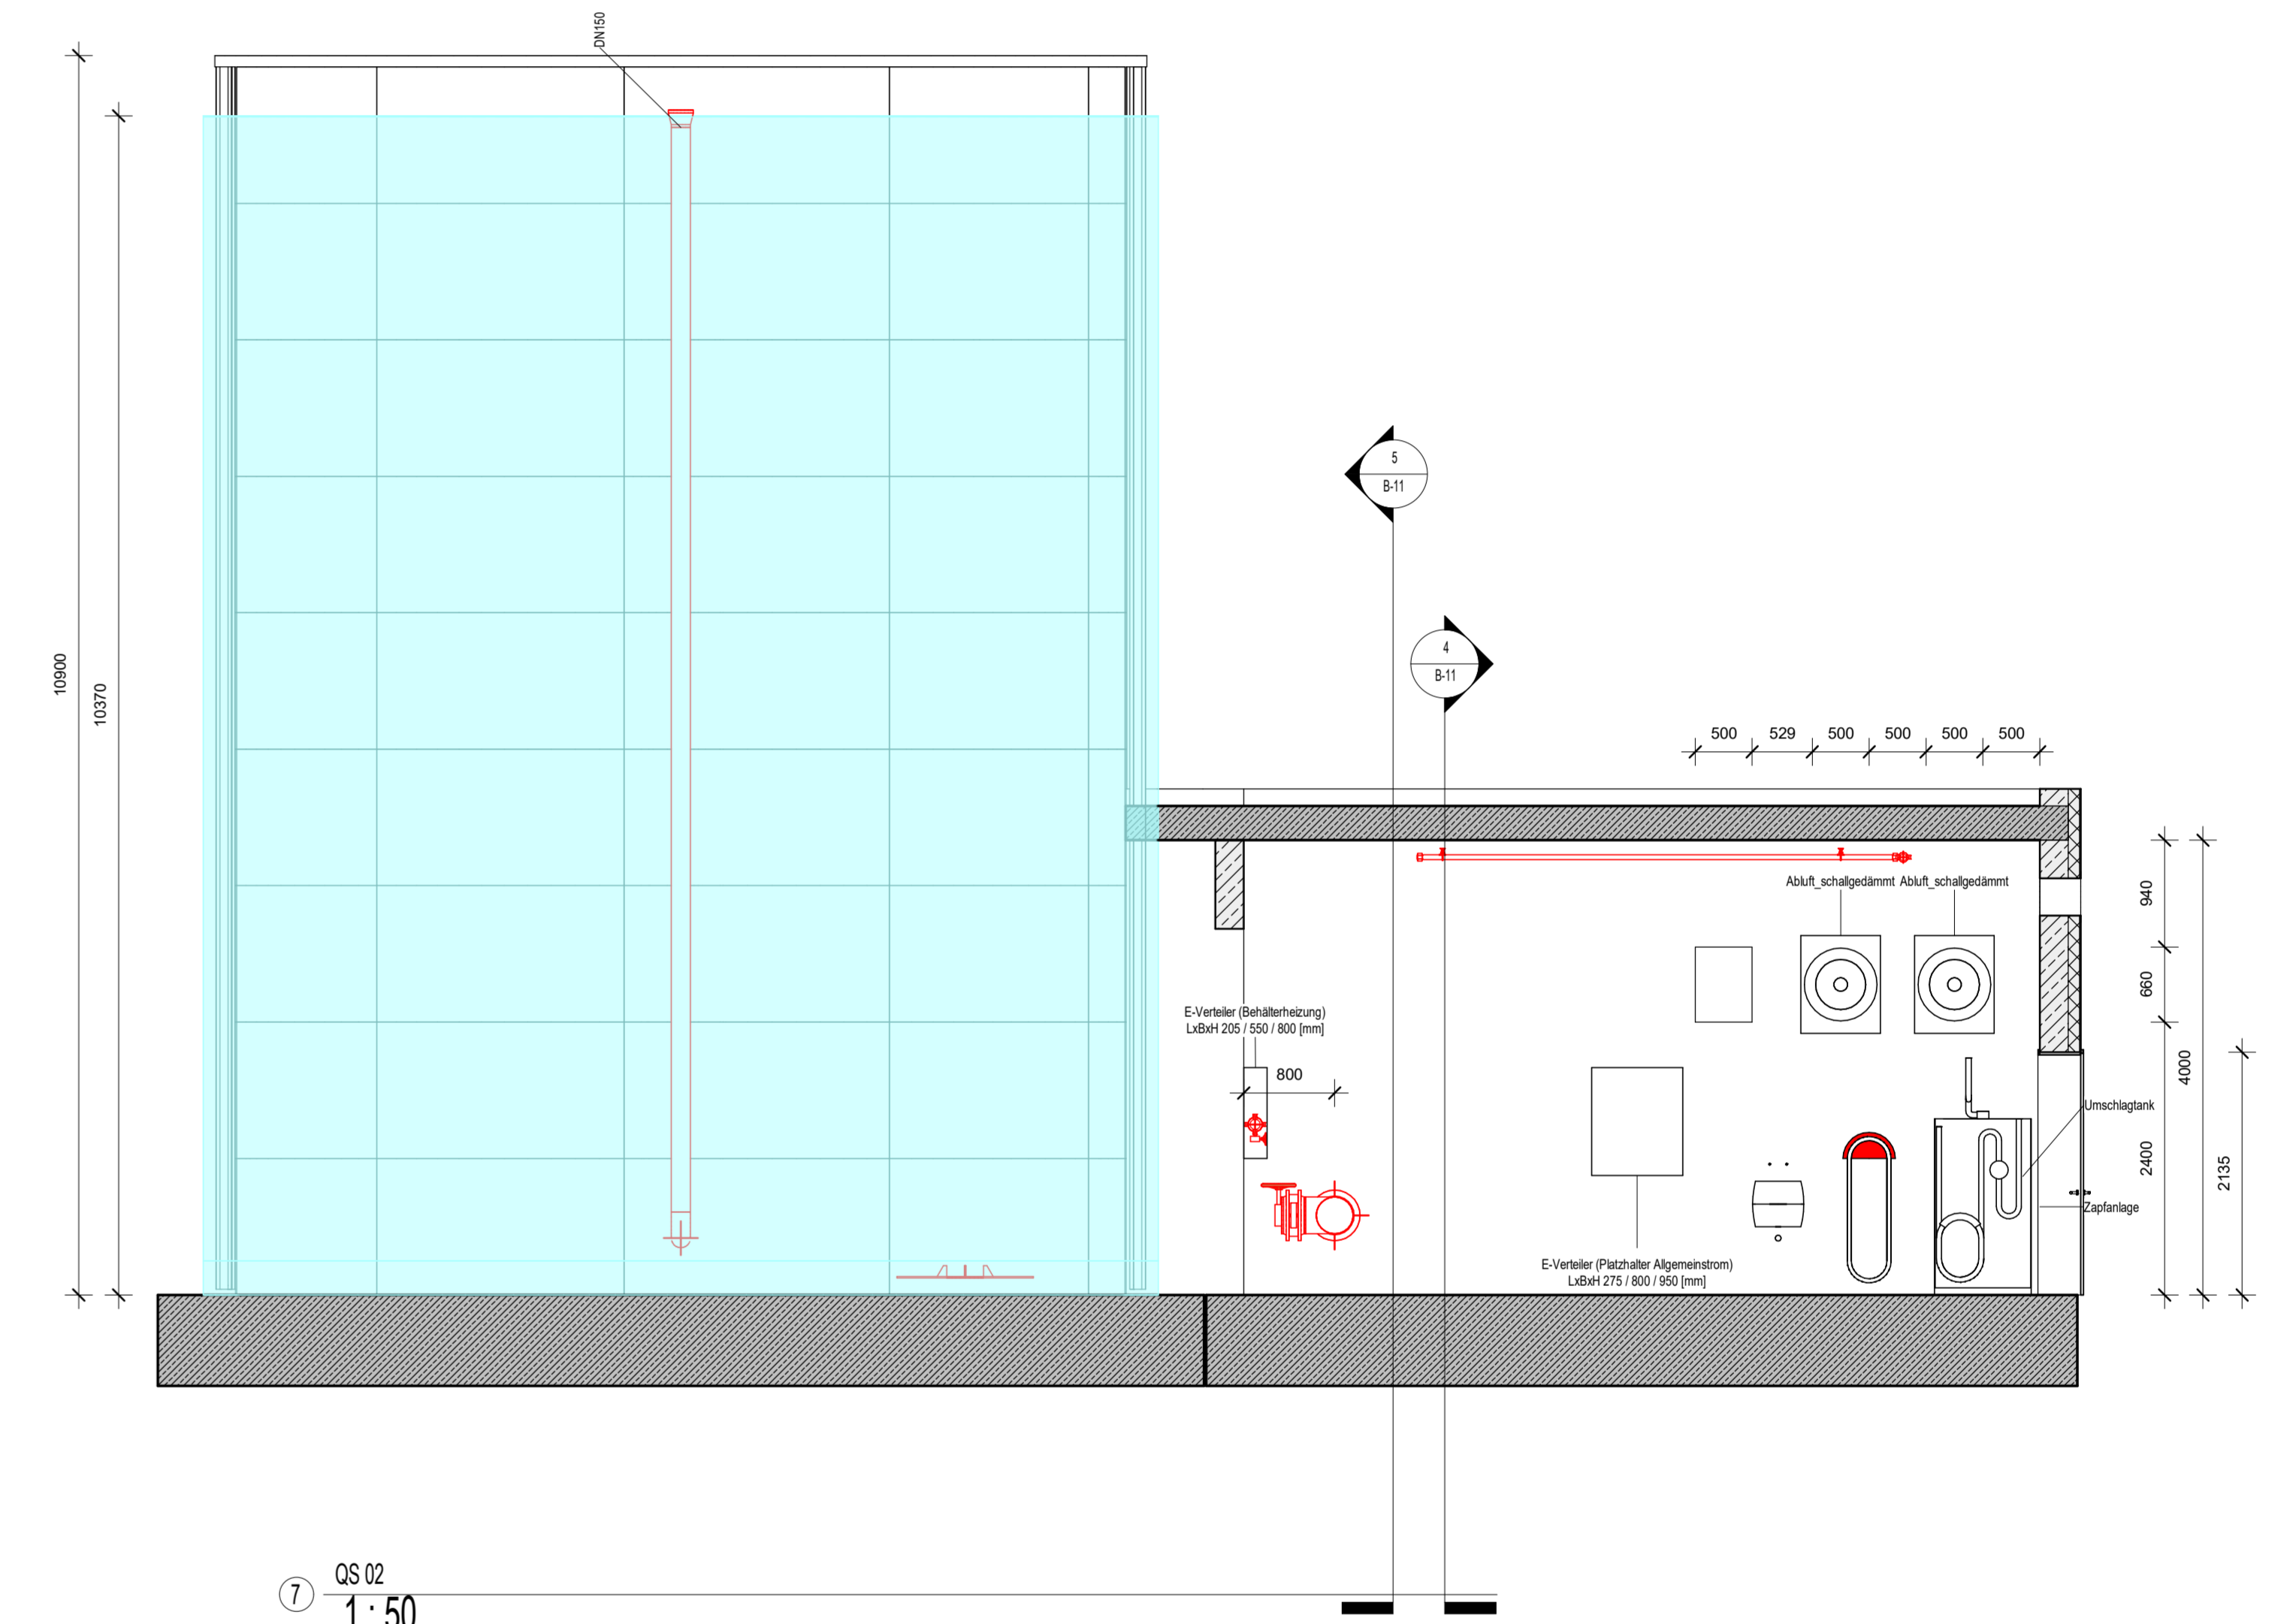 DN150
10900
10370
5
B-11
4
B-11
500 529 500 500 500 500
Abluft_schallgedämmt Abluft_schallgedämmt
940
660
2400
4000
2135
E-Verteiler (Behälterheizung)
LxBxH 205 / 550 / 800 [mm]
800
Umschlagtank
Zapfanlage
E-Verteiler (Platzhalter Allgemeinstrom)
LxBxH 275 / 800 / 950 [mm]
7
QS 02
1 : 50